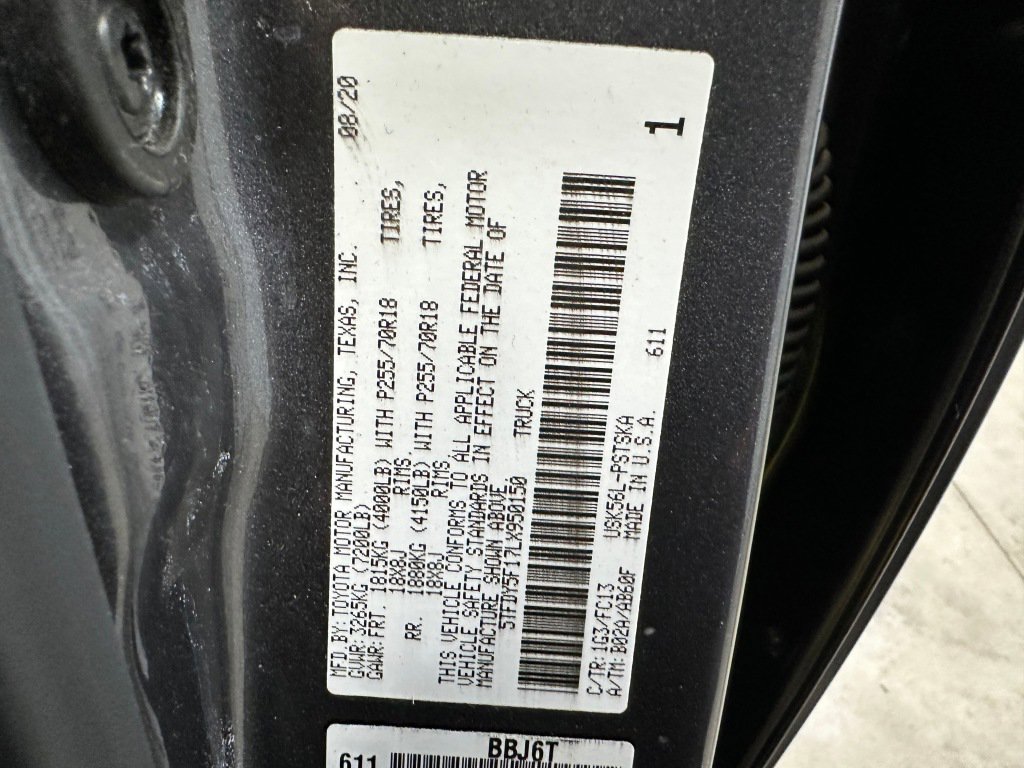 MFD.BY:TOYOTA MOTOR MANUFACTURING, TEXAS, INC. 08/20
GVWR:3265KG (7200LB)
GAWR:FRT. 1815KG (4000LB) WITH P255/70R18 TIRES,
18X8J RIMS.
RR. 1880KG (4150LB) WITH P255/70R18 TIRES,
18X8J RIMS.
THIS VEHICLE CONFORMS TO ALL APPLICABLE FEDERAL MOTOR
VEHICLE SAFETY STANDARDS IN EFFECT ON THE DATE OF
MANUFACTURE SHOWN ABOVE.
5TFDY5F17LX950150 TRUCK
C/TR:1G3/FC13 USK56L-PSTSKA 611
A/TM:B02A/AB60F MADE IN U.S.A.
1
611 BBJ6T